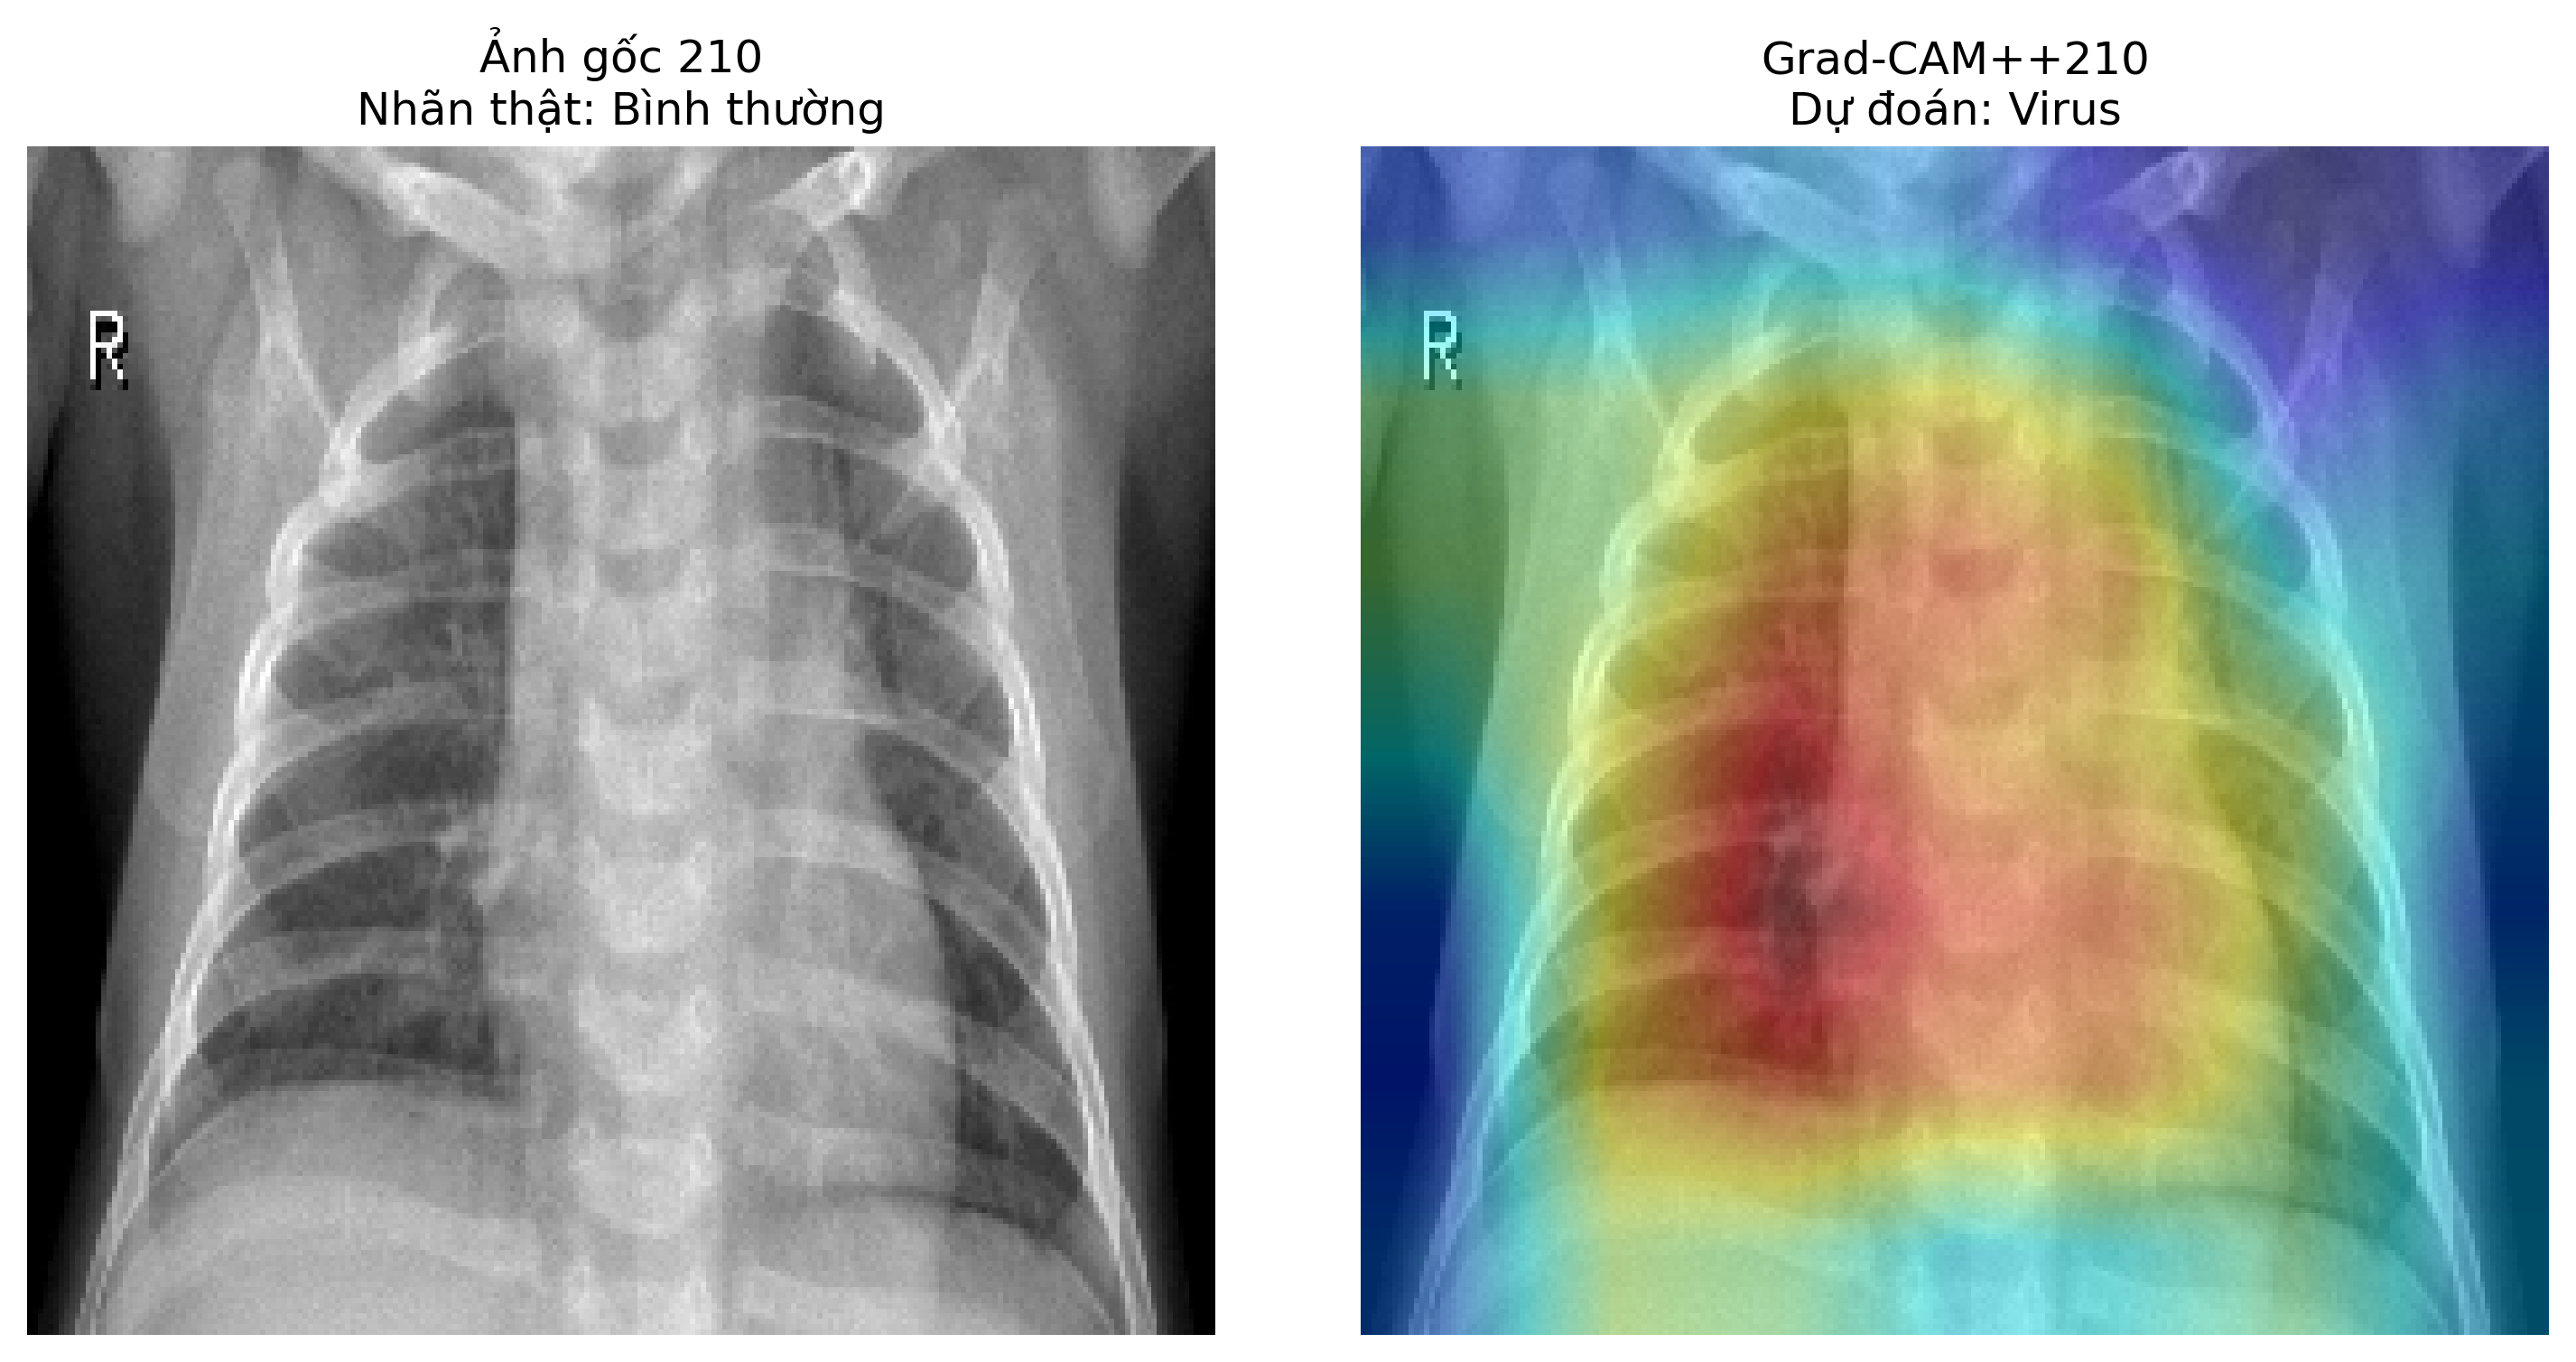 Ảnh gốc 210
Nhãn thật: Bình thường
R
Grad-CAM++210
Dự đoán: Virus
R